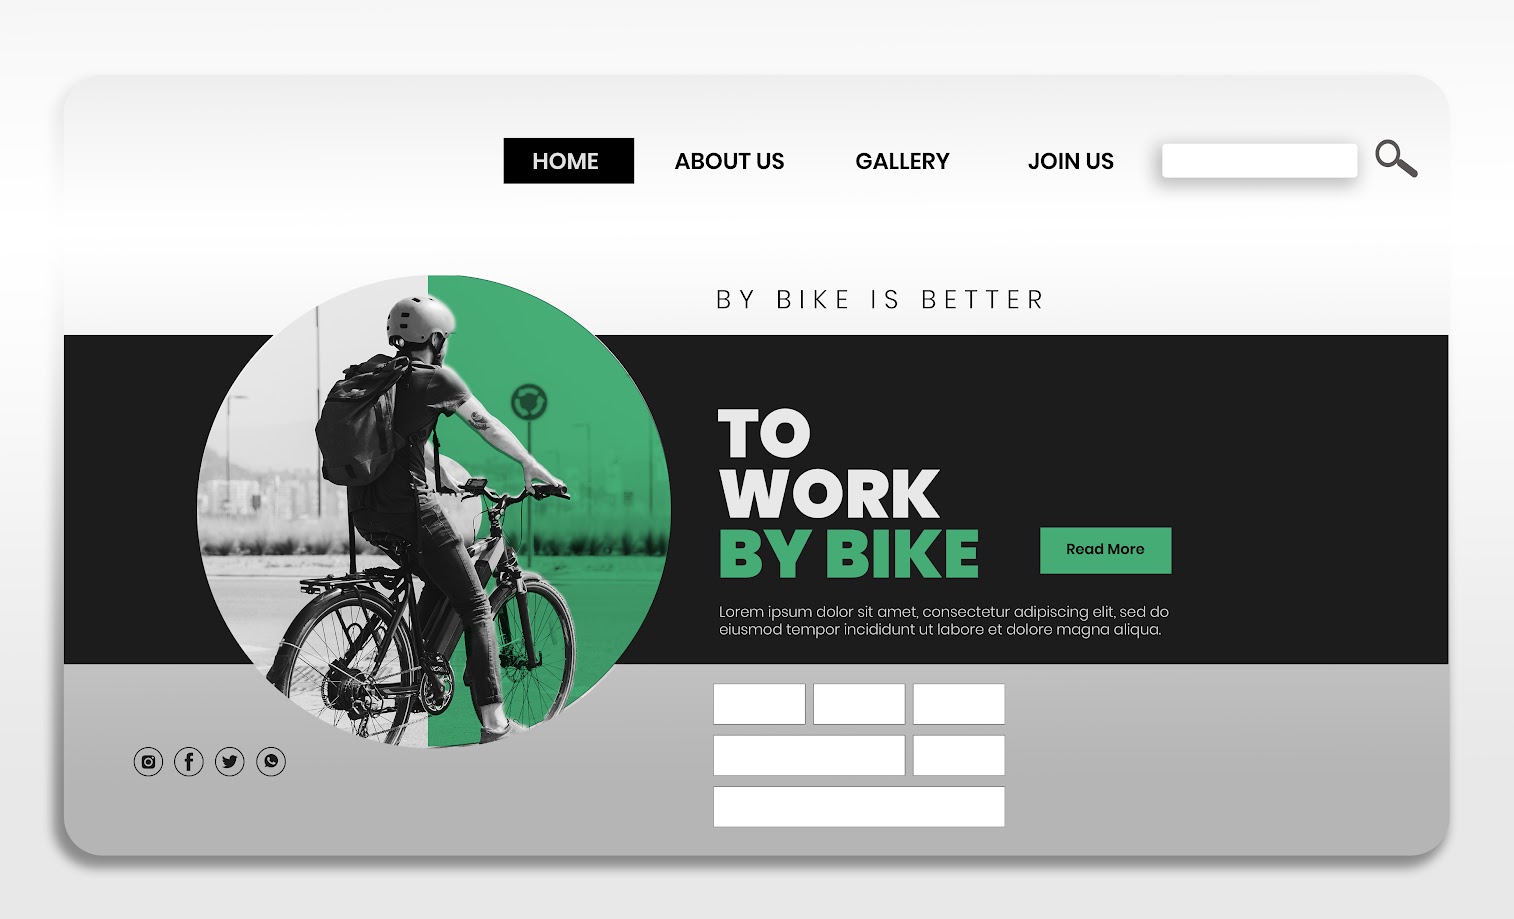 HOME ABOUT US GALLERY JOIN US
BY BIKE IS BETTER
TO
WORK
BY BIKE
Read More
Lorem ipsum dolor sit amet, consectetur adipiscing elit, sed do
eiusmod tempor incididunt ut labore et dolore magna aliqua.